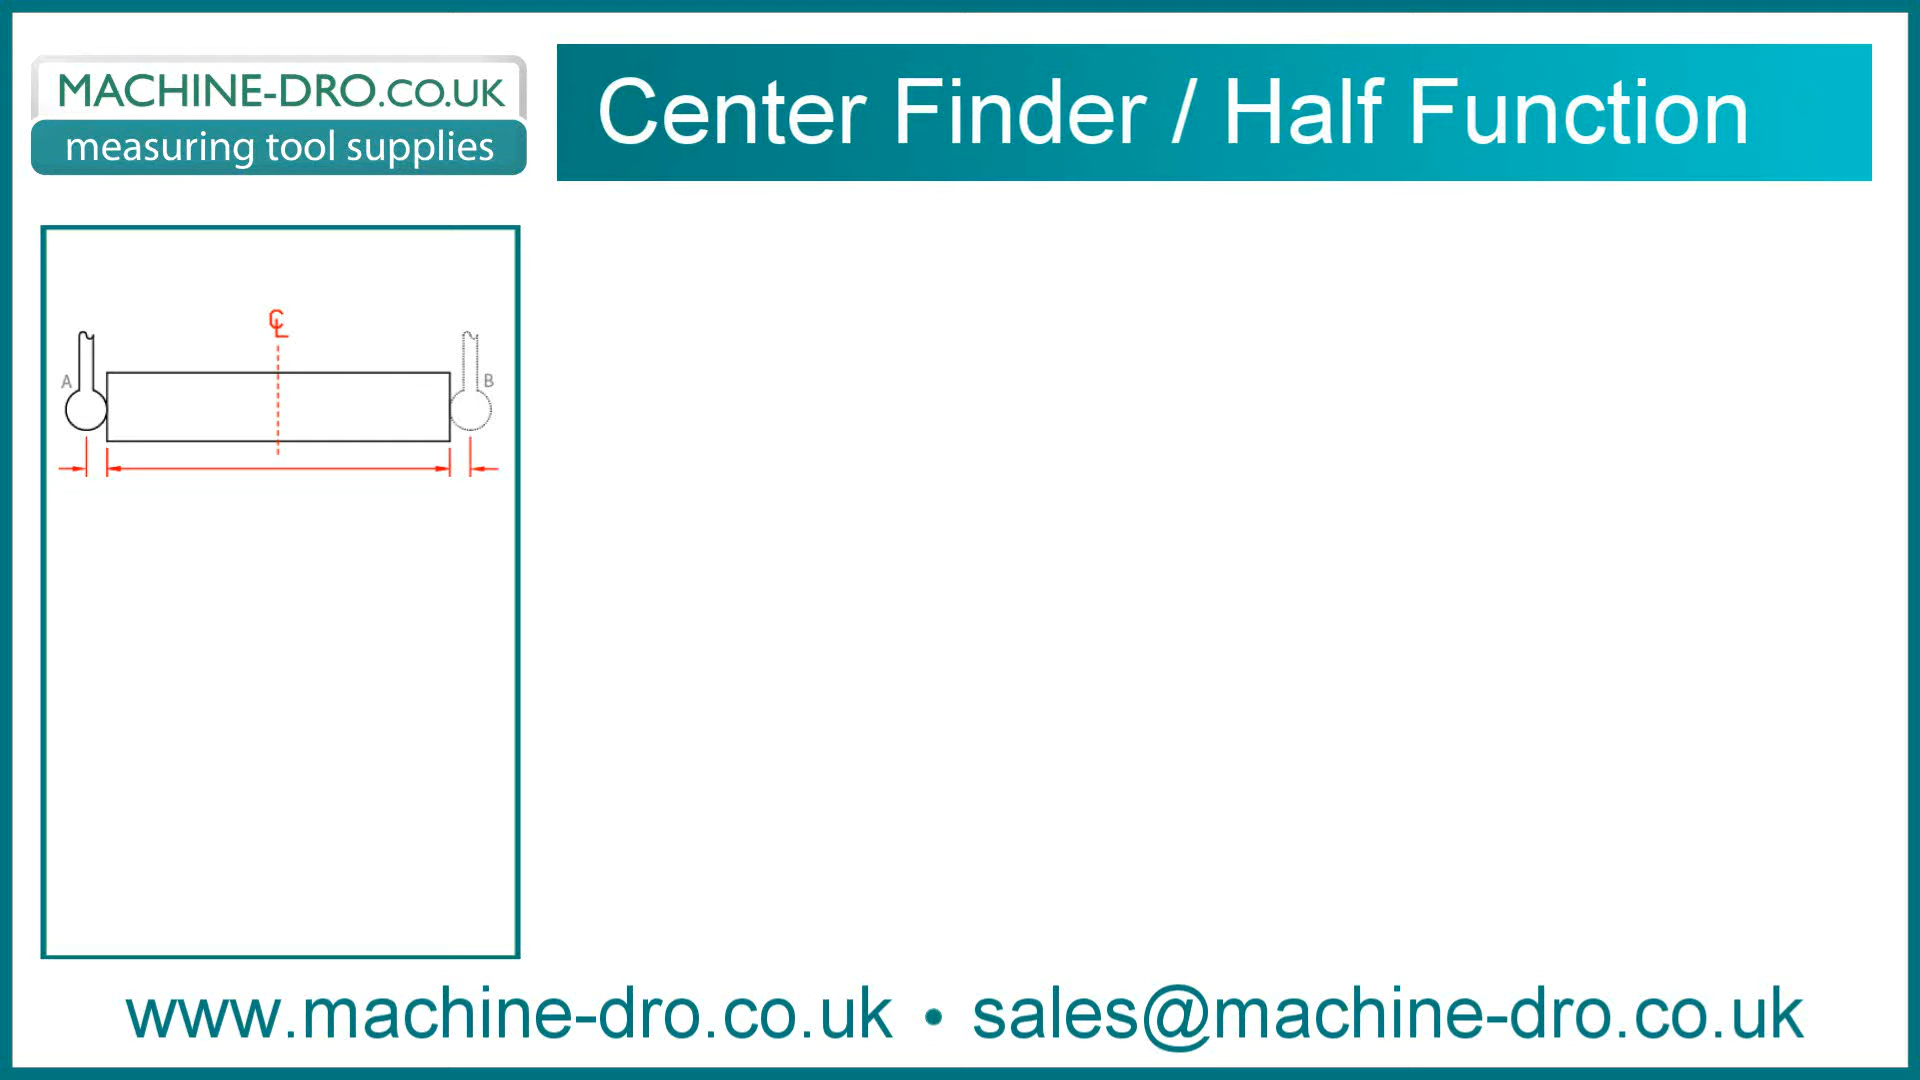 MACHINE-DRO.CO.UK
measuring tool supplies
Center Finder / Half Function
℄
A
B
www.machine-dro.co.uk • sales@machine-dro.co.uk